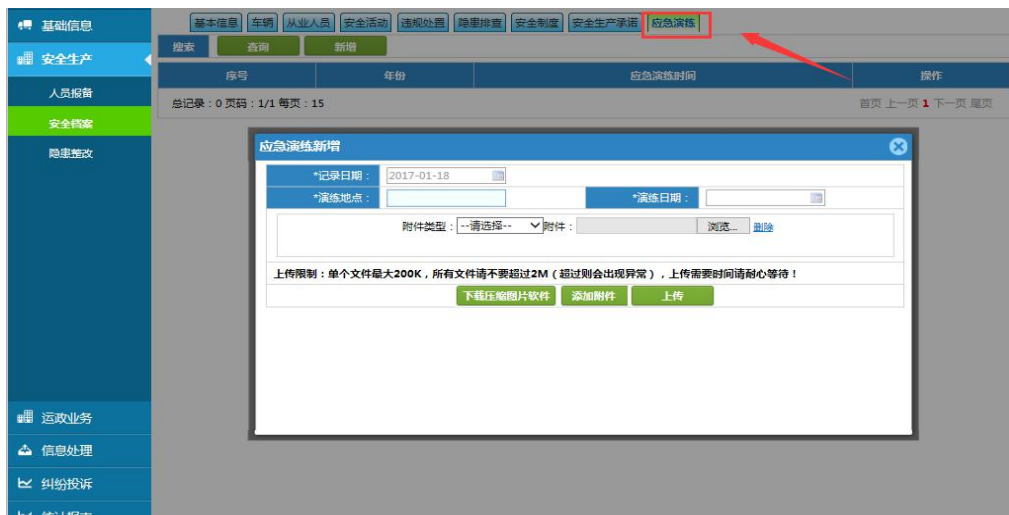 基础信息
安全生产
人员报备
安全档案
隐患整改
运政业务
信息处理
纠纷投诉
统计报表
基本信息 车辆 从业人员 安全活动 违规处置 隐患排查 安全制度 安全生产承诺 应急演练
搜索 查询 新增
序号 年份 应急演练时间 操作
总记录：0 页码：1/1 每页：15 首页 上一页 1 下一页 尾页
应急演练新增
*记录日期： 2017-01-18
*演练地点： *演练日期：
附件类型： --请选择-- 附件： 浏览... 删除
上传限制：单个文件最大200K，所有文件请不要超过2M（超过则会出现异常），上传需要时间请耐心等待！
下载压缩图片软件 添加附件 上传